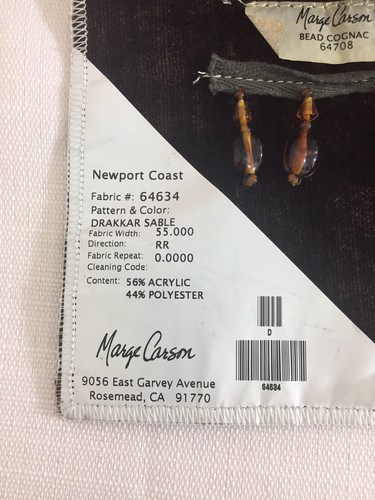 Marge Carson
BEAD COGNAC
64708
Newport Coast
Fabric #: 64634
Pattern & Color:
DRAKKAR SABLE
Fabric Width: 55.000
Direction: RR
Fabric Repeat: 0.0000
Cleaning Code:
Content: 56% ACRYLIC
44% POLYESTER
D
Marge Carson
64634
9056 East Garvey Avenue
Rosemead, CA 91770